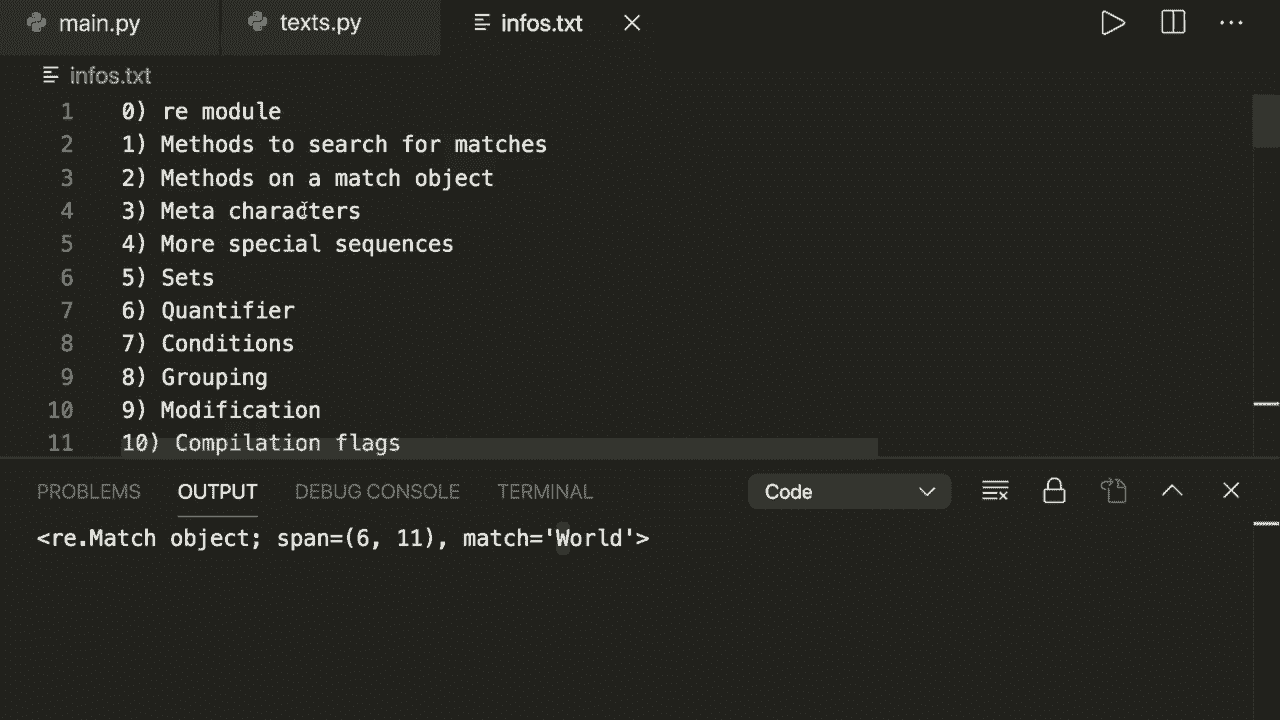 main.py texts.py infos.txt
infos.txt
1 0) re module
2 1) Methods to search for matches
3 2) Methods on a match object
4 3) Meta characters
5 4) More special sequences
6 5) Sets
7 6) Quantifier
8 7) Conditions
9 8) Grouping
10 9) Modification
11 10) Compilation flags
PROBLEMS OUTPUT DEBUG CONSOLE TERMINAL Code
<re.Match object; span=(6, 11), match='World'>